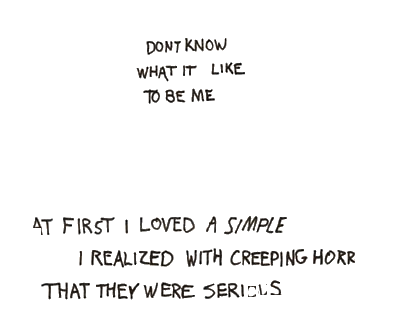 DONT KNOW
WHAT IT LIKE
TO BE ME
AT FIRST I LOVED A SIMPLE
I REALIZED WITH CREEPING HORR
THAT THEY WERE